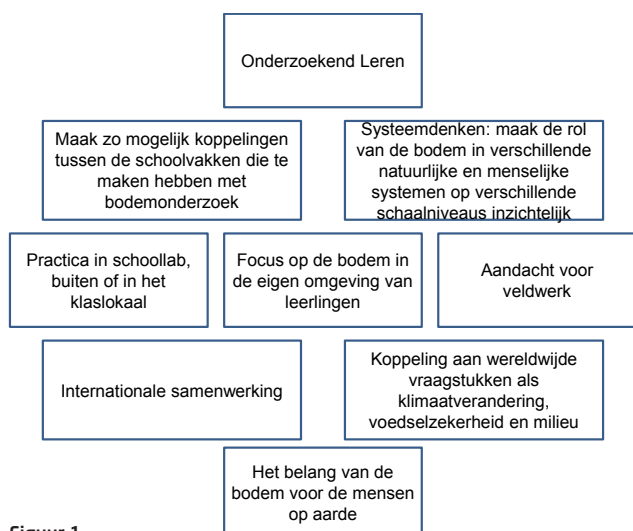 Onderzoekend Leren
Maak zo mogelijk koppelingen
tussen de schoolvakken die te
maken hebben met
bodemonderzoek
Systeemdenken: maak de rol
van de bodem in verschillende
natuurlijke en menselijke
systemen op verschillende
schaalniveaus inzichtelijk
Practica in schoollab,
buiten of in het
klaslokaal
Focus op de bodem in
de eigen omgeving van
leerlingen
Aandacht voor
veldwerk
Internationale samenwerking
Koppeling aan wereldwijde
vraagstukken als
klimaatverandering,
voedselzekerheid en milieu
Het belang van de
bodem voor de mensen
op aarde
Figuur 1